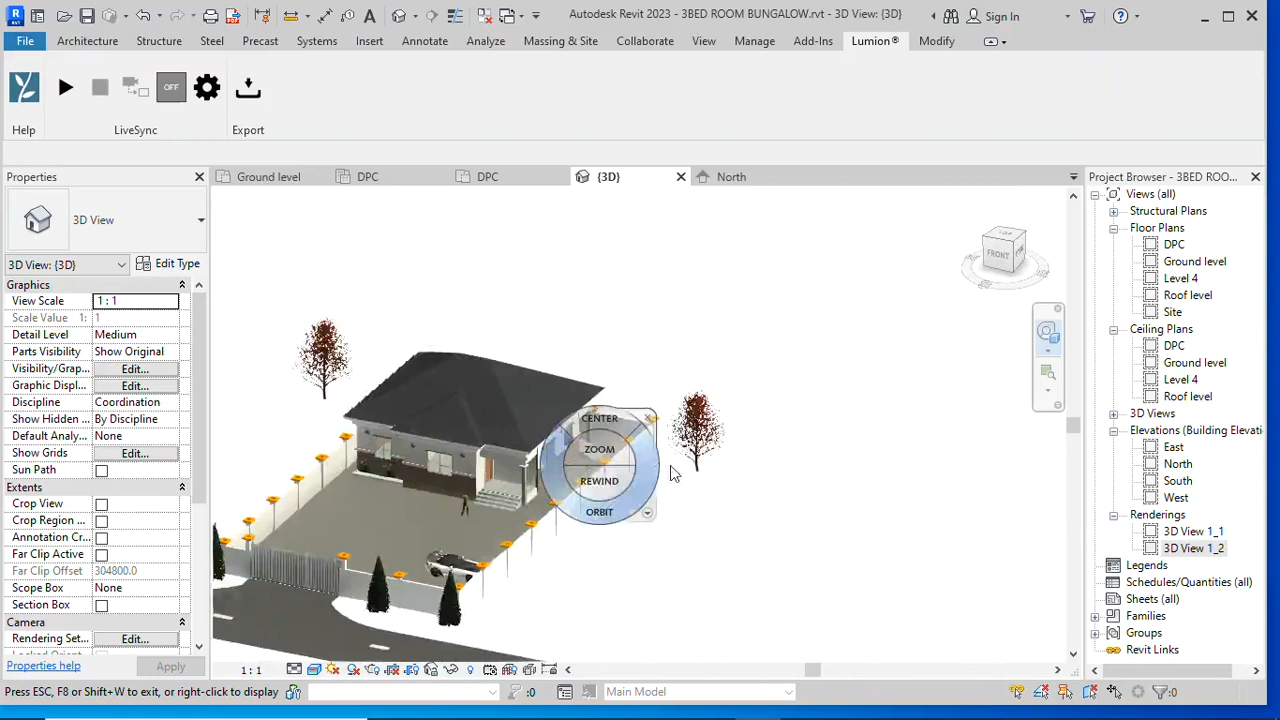 R
RVT
A
Autodesk Revit 2023 - 3BED ROOM BUNGALOW.rvt - 3D View: {3D}
Sign In
?
File Architecture Structure Steel Precast Systems Insert Annotate Analyze Massing & Site Collaborate View Manage Add-Ins Lumion® Modify
OFF
Help LiveSync Export
Properties
3D View
3D View: {3D} Edit Type
Graphics
View Scale 1 : 1
Scale Value 1: 1
Detail Level Medium
Parts Visibility Show Original
Visibility/Grap... Edit...
Graphic Displ... Edit...
Discipline Coordination
Show Hidden ... By Discipline
Default Analy... None
Show Grids Edit...
Sun Path
Extents
Crop View
Crop Region ...
Annotation Cr...
Far Clip Active
Far Clip Offset 304800.0
Scope Box None
Section Box
Camera
Rendering Set... Edit...
Properties help Apply
Ground level DPC DPC {3D} North
FRONT
CENTER
ZOOM
REWIND
ORBIT
1 : 1
Project Browser - 3BED ROO...
Views (all)
Structural Plans
Floor Plans
DPC
Ground level
Level 4
Roof level
Site
Ceiling Plans
DPC
Ground level
Level 4
Roof level
3D Views
Elevations (Building Elevati
East
North
South
West
Renderings
3D View 1_1
3D View 1_2
Legends
Schedules/Quantities (all)
Sheets (all)
Families
Groups
Revit Links
Press ESC, F8 or Shift+W to exit, or right-click to display :0 Main Model :0